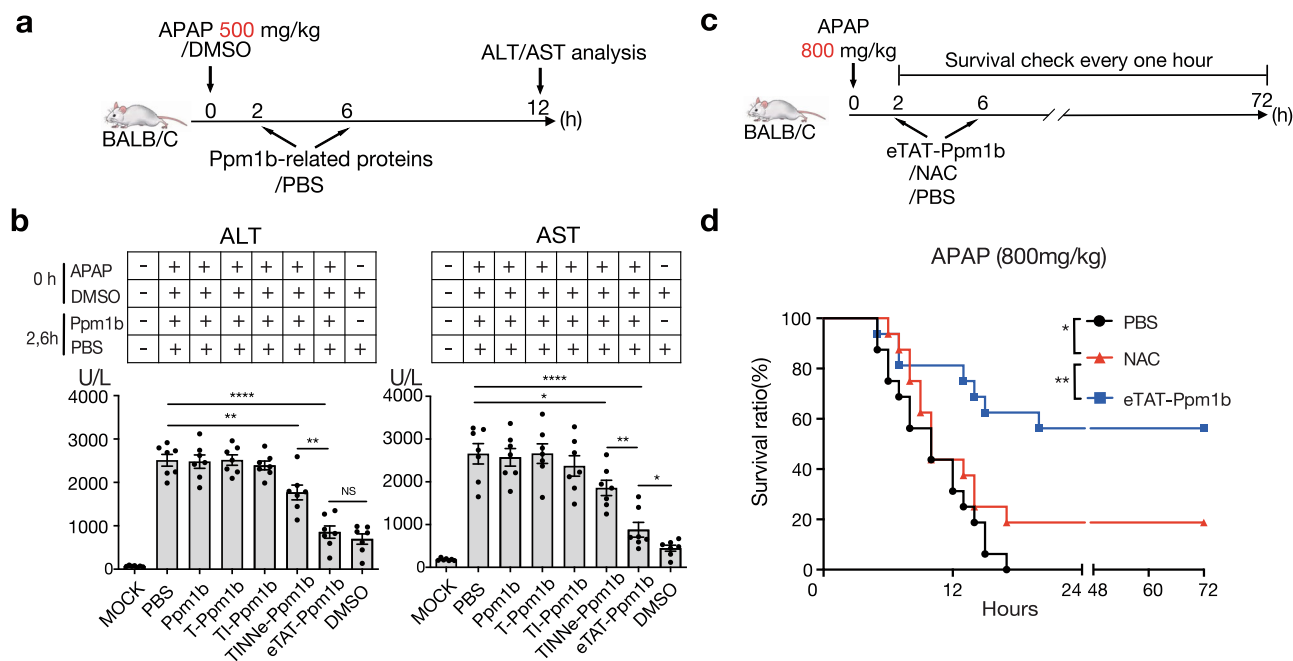 a
APAP 500 mg/kg
/DMSO
ALT/AST analysis
0 2 6 12 (h)
BALB/C
Ppm1b-related proteins
/PBS
c
APAP
800 mg/kg
Survival check every one hour
0 2 6 72 (h)
BALB/C
eTAT-Ppm1b
/NAC
/PBS
b
ALT
0 h
APAP - + + + + + + -
DMSO - + + + + + + +
2,6h
Ppm1b - + + + + + + -
PBS - + + + + + + +
U/L
4000
3000
2000
1000
0
****
**
**
NS
MOCK
PBS
Ppm1b
T-Ppm1b
TI-Ppm1b
TINNe-Ppm1b
eTAT-Ppm1b
DMSO
AST
- + + + + + + -
- + + + + + + +
- + + + + + + -
- + + + + + + +
U/L
4000
3000
2000
1000
0
****
*
**
*
MOCK
PBS
Ppm1b
T-Ppm1b
TI-Ppm1b
TINNe-Ppm1b
eTAT-Ppm1b
DMSO
d
APAP (800mg/kg)
Survival ratio(%)
100
80
60
40
20
0
0 12 24 48 60 72
Hours
* PBS
NAC
** eTAT-Ppm1b